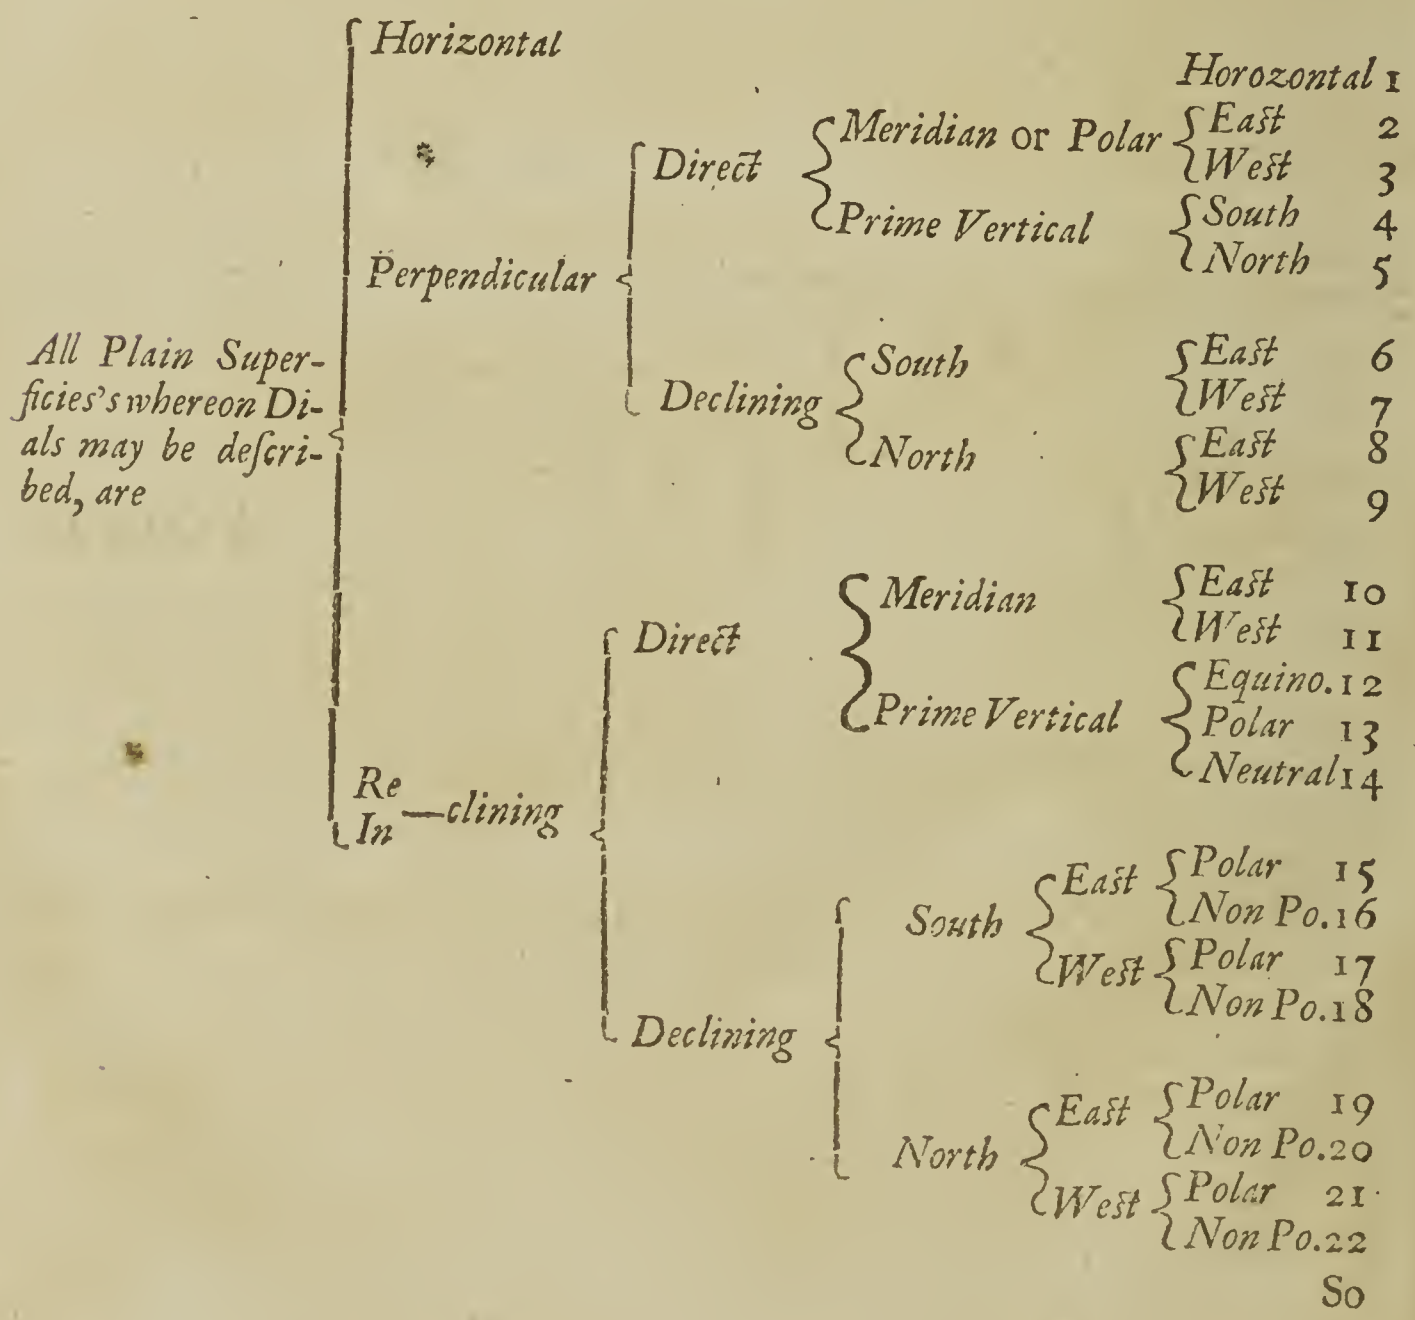 Horizontal
Horozontal 1
Meridian or Polar East 2
Direct West 3
Prime Vertical South 4
North 5
Perpendicular
All Plain Super-
ficies's whereon Di-
als may be deſcri-
bed, are
South East 6
Declining West 7
North East 8
West 9
Meridian East 10
Direct West 11
Equino. 12
Prime Vertical Polar 13
Neutral 14
Re
In —clining
East Polar 15
South Non Po. 16
West Polar 17
Non Po. 18
Declining
East Polar 19
North Non Po. 20
West Polar 21
Non Po. 22
So